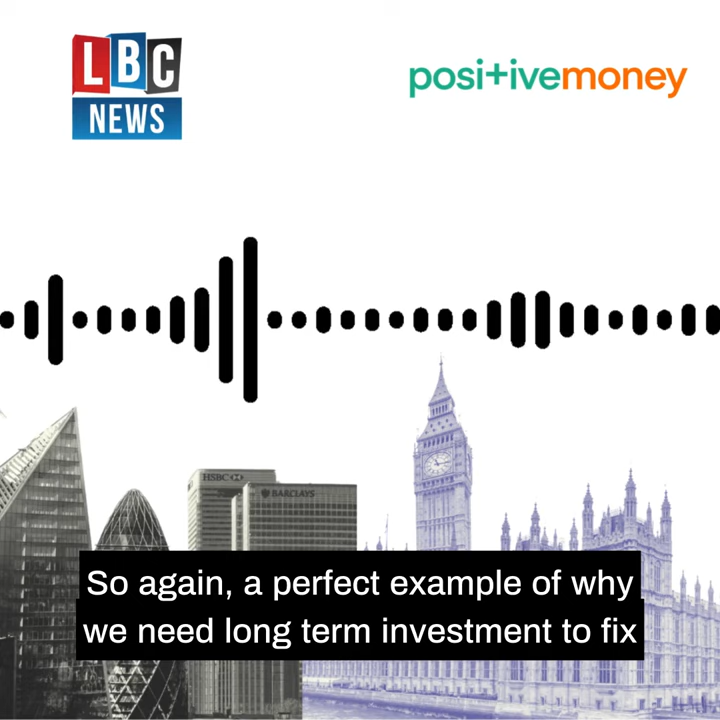 LBC
NEWS
positivemoney
HSBC
BARCLAYS
So again, a perfect example of why
we need long term investment to fix